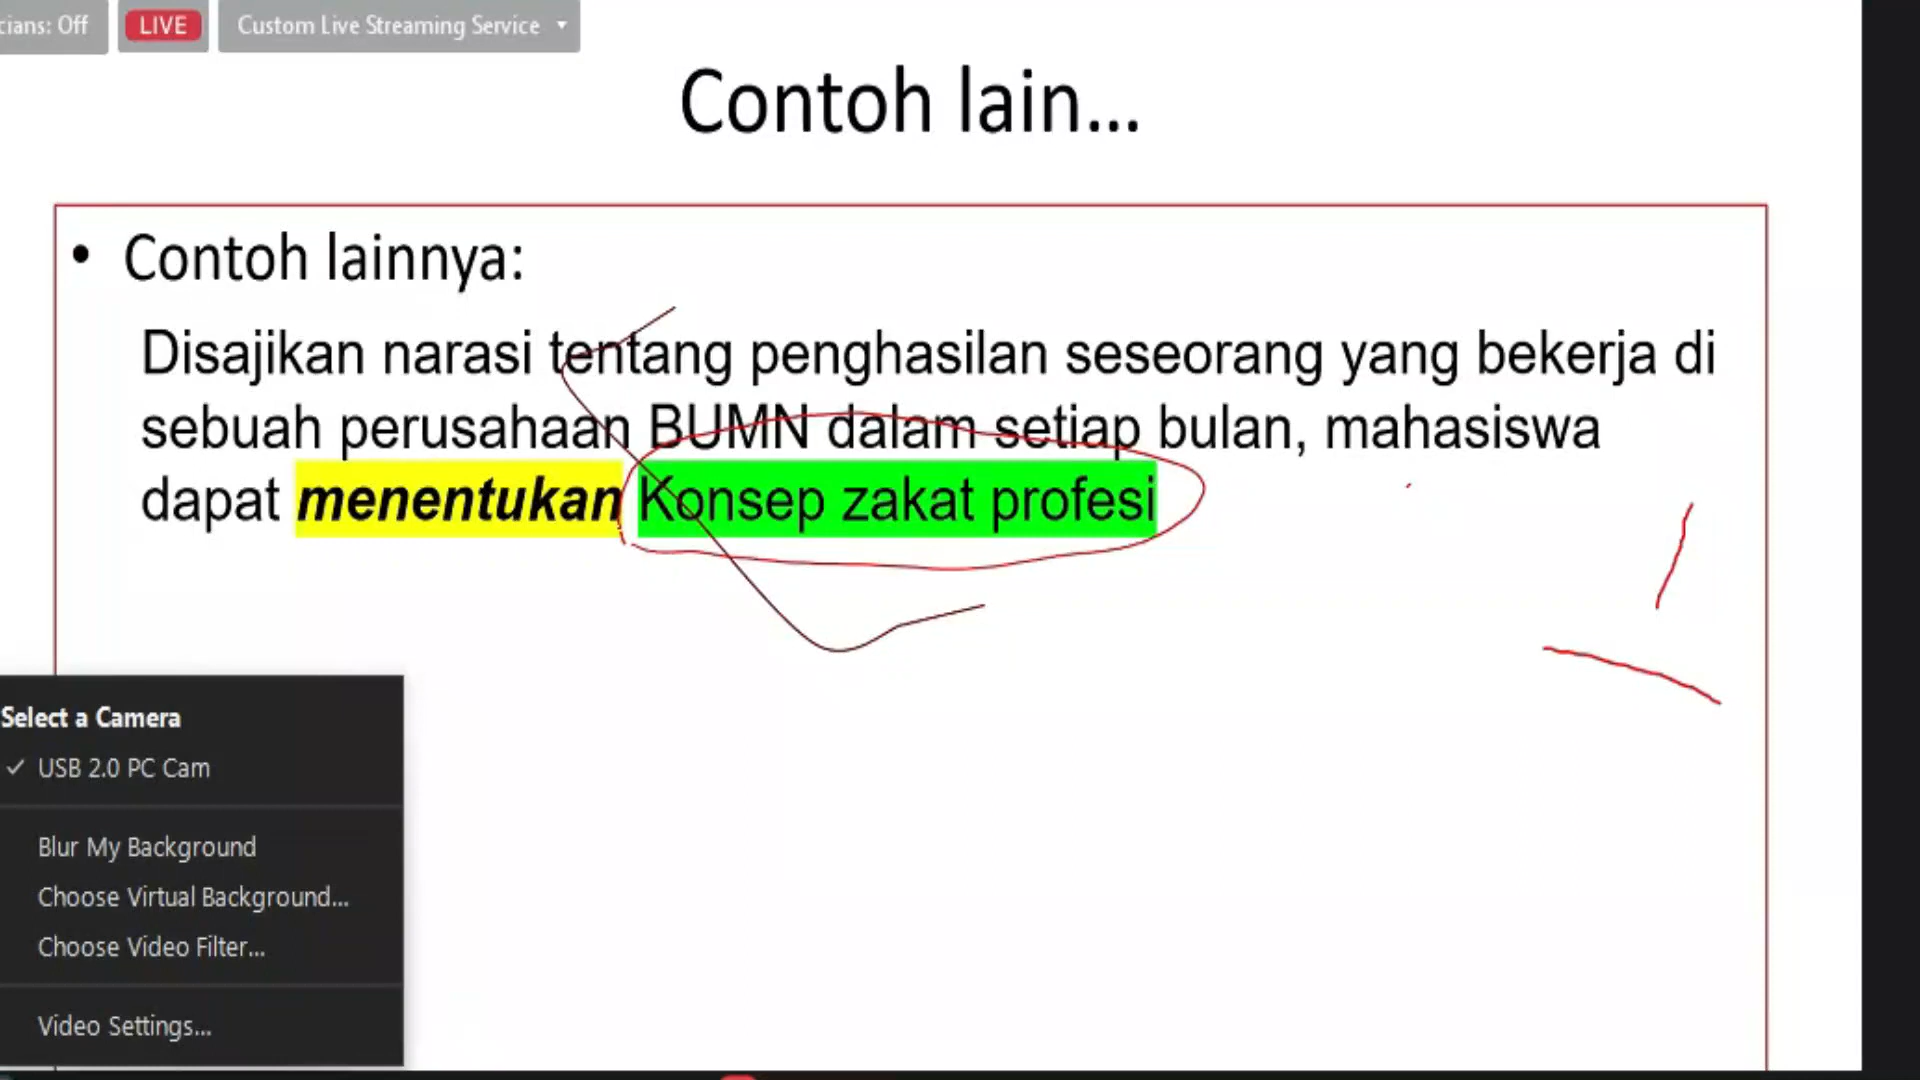 cians: Off
LIVE
Custom Live Streaming Service
Contoh lain...
• Contoh lainnya:
Disajikan narasi tentang penghasilan seseorang yang bekerja di
sebuah perusahaan BUMN dalam setiap bulan, mahasiswa
dapat menentukan Konsep zakat profesi
Select a Camera
✓ USB 2.0 PC Cam
Blur My Background
Choose Virtual Background...
Choose Video Filter...
Video Settings...